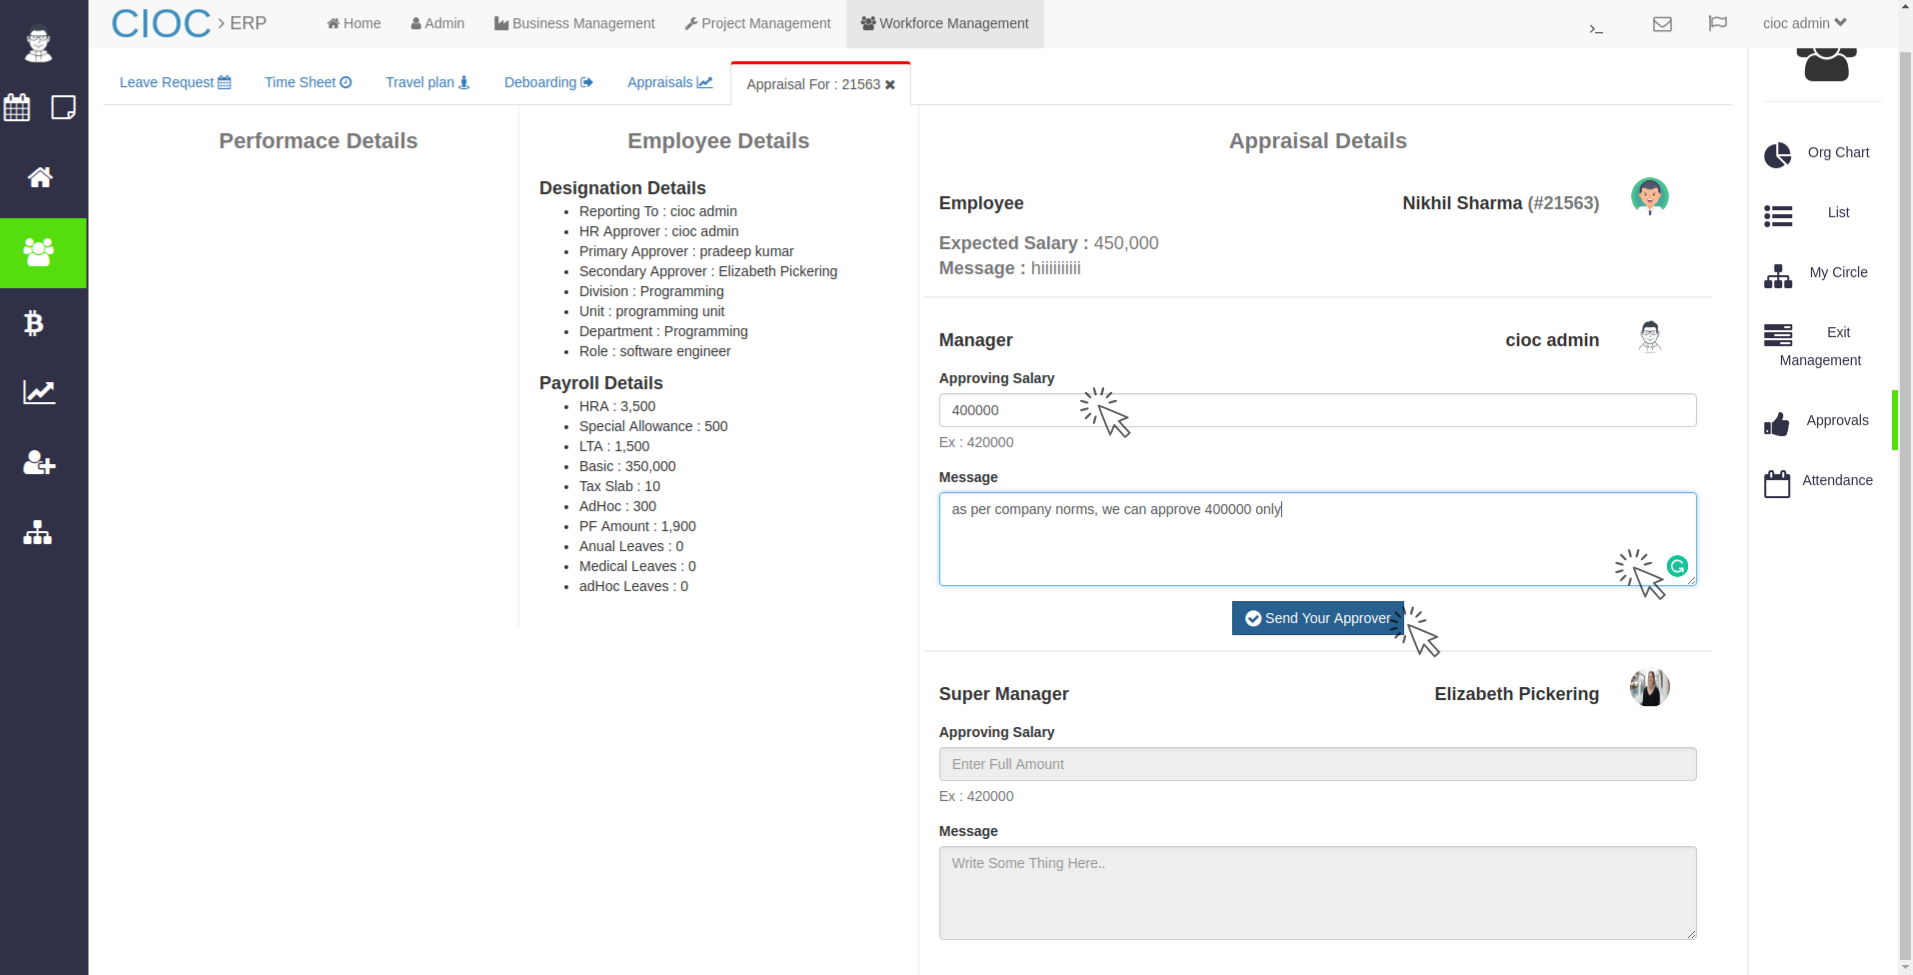 CIOC > ERP
Home
Admin
Business Management
Project Management
Workforce Management
>_
cioc admin
Leave Request
Time Sheet
Travel plan
Deboarding
Appraisals
Appraisal For : 21563
Performace Details
Employee Details
Designation Details
Reporting To : cioc admin
HR Approver : cioc admin
Primary Approver : pradeep kumar
Secondary Approver : Elizabeth Pickering
Division : Programming
Unit : programming unit
Department : Programming
Role : software engineer
Payroll Details
HRA : 3,500
Special Allowance : 500
LTA : 1,500
Basic : 350,000
Tax Slab : 10
AdHoc : 300
PF Amount : 1,900
Anual Leaves : 0
Medical Leaves : 0
adHoc Leaves : 0
Appraisal Details
Employee
Nikhil Sharma (#21563)
Expected Salary : 450,000
Message : hiiiiiiiiii
Manager
cioc admin
Approving Salary
400000
Ex : 420000
Message
as per company norms, we can approve 400000 only
Send Your Approver
Super Manager
Elizabeth Pickering
Approving Salary
Enter Full Amount
Ex : 420000
Message
Write Some Thing Here..
Org Chart
List
My Circle
Exit
Management
Approvals
Attendance